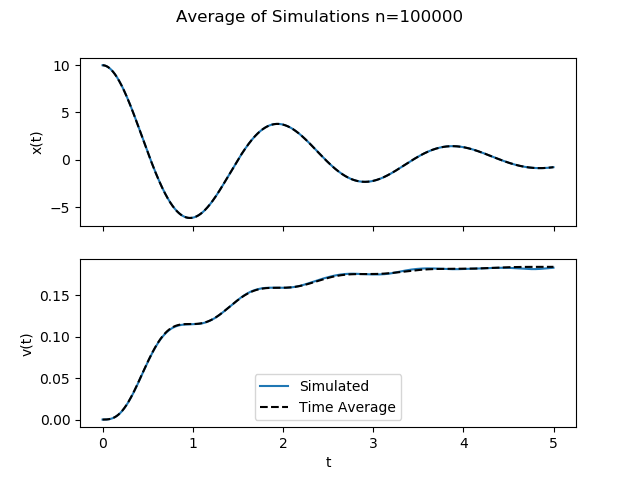 Average of Simulations n=100000
10
5
0
−5
x(t)
0.15
0.10
0.05
0.00
v(t)
Simulated
Time Average
0 1 2 3 4 5
t